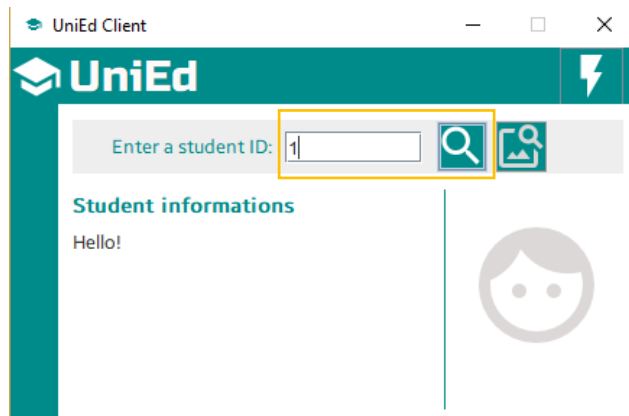 UniEd Client
UniEd
Enter a student ID: 1
Student informations
Hello!